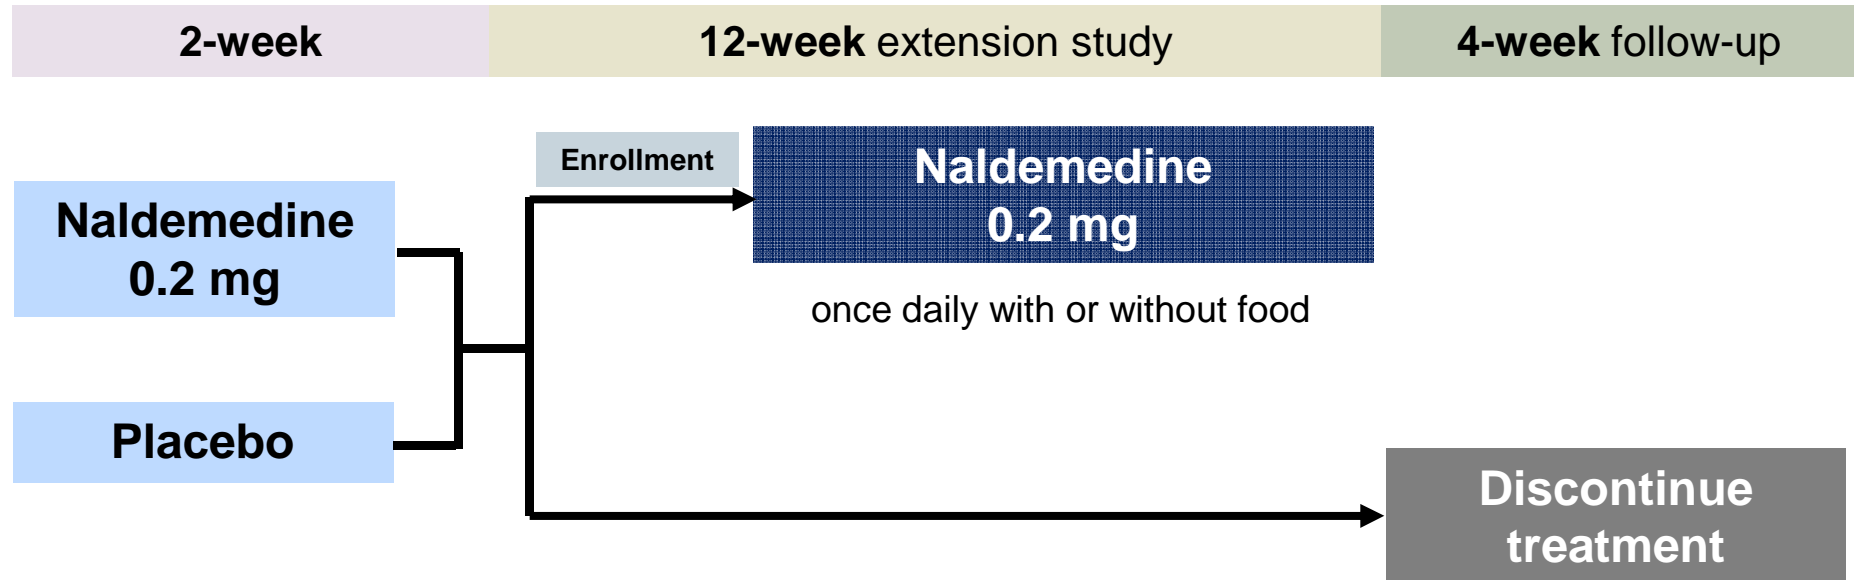 2-week
12-week extension study
4-week follow-up
Enrollment
Naldemedine
0.2 mg
Naldemedine
0.2 mg
once daily with or without food
Placebo
Discontinue
treatment